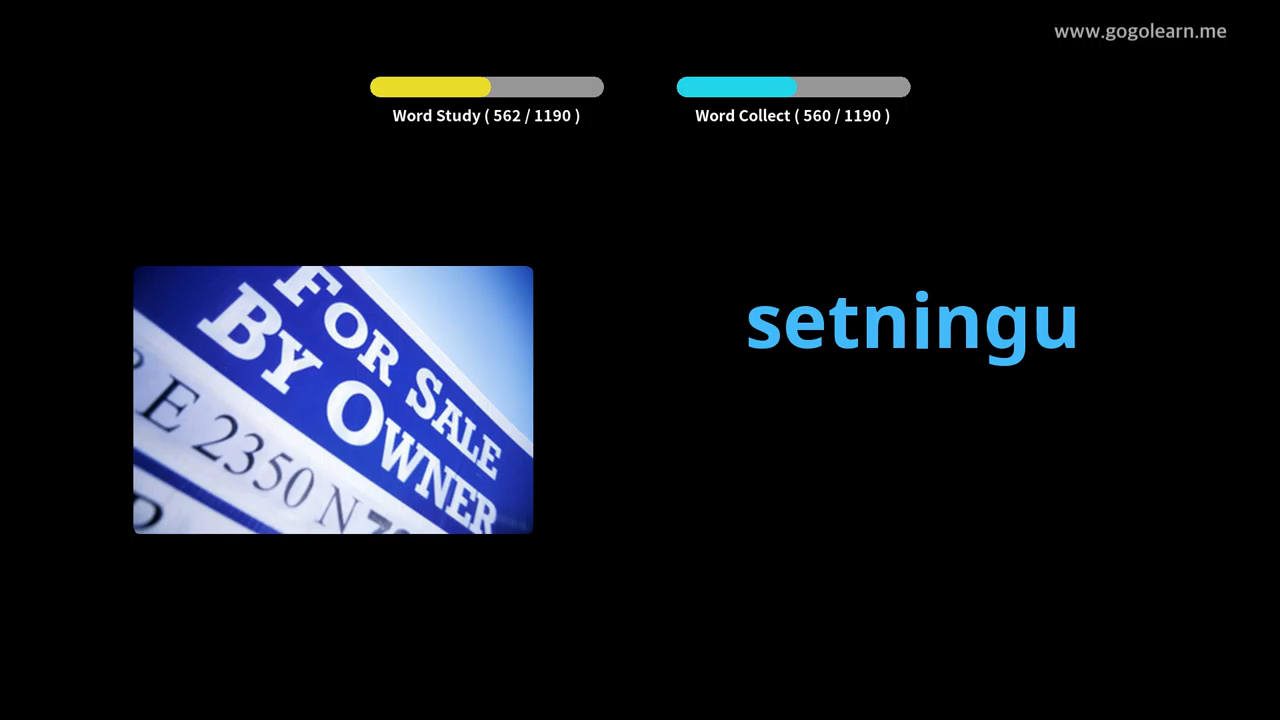 www.gogolearn.me
Word Study ( 562 / 1190 )
Word Collect ( 560 / 1190 )
setningu
FOR SALE
BY OWNER
E 2350 N